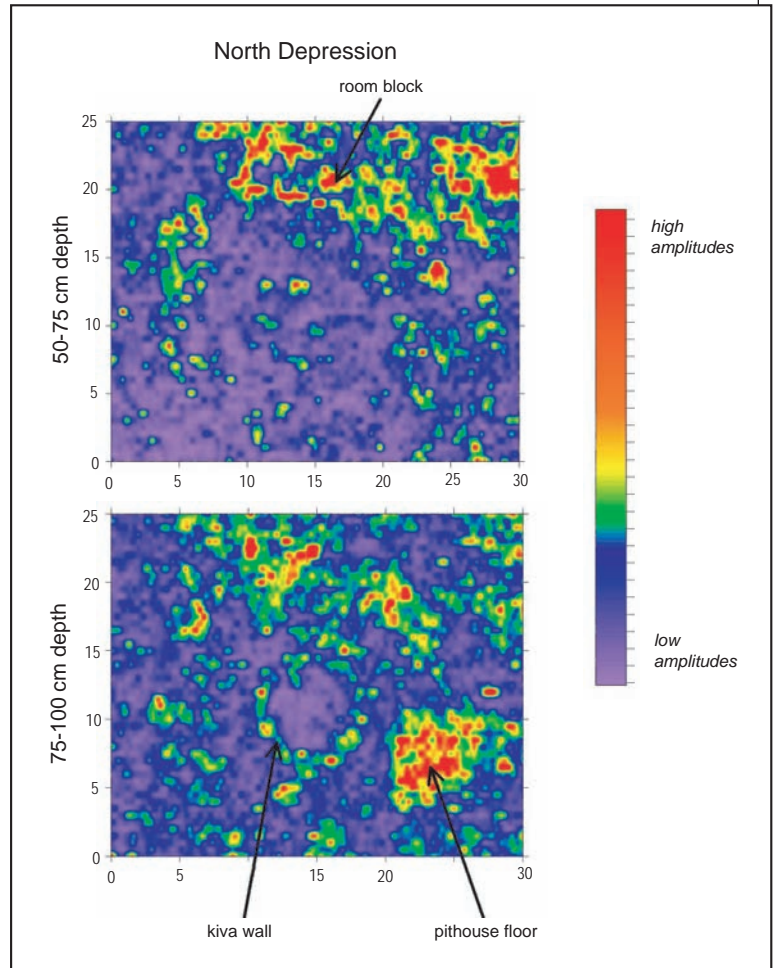 North Depression
room block
50-75 cm depth
25
20
15
10
5
0
0 5 10 15 20 25 30
high
amplitudes
low
amplitudes
75-100 cm depth
25
20
15
10
5
0
0 5 15 20 30
kiva wall
pithouse floor